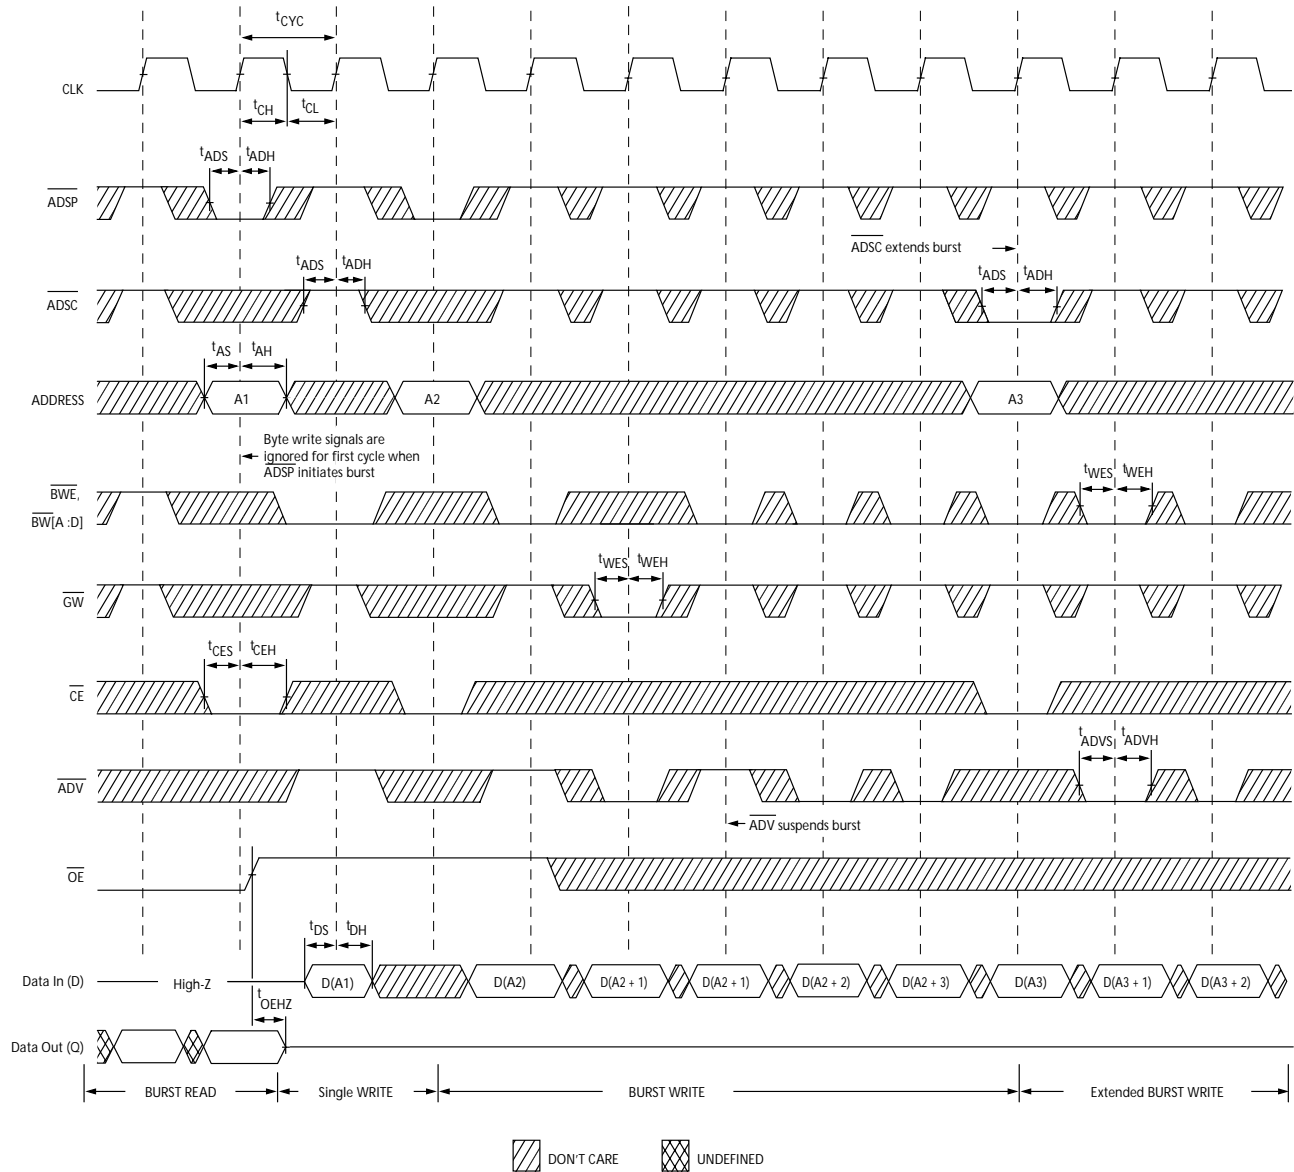 tCYC
CLK
tCH
tCL
tADS
tADH
ADSP
ADSC extends burst
tADS
tADH
tADS
tADH
ADSC
tAS
tAH
ADDRESS
A1
A2
A3
Byte write signals are
ignored for first cycle when
ADSP initiates burst
tWES
tWEH
BWE,
BW[A :D]
tWES
tWEH
GW
tCES
tCEH
CE
tADVS
tADVH
ADV
ADV suspends burst
OE
tDS
tDH
Data In (D)
High-Z
D(A1)
D(A2)
D(A2 + 1)
D(A2 + 1)
D(A2 + 2)
D(A2 + 3)
D(A3)
D(A3 + 1)
D(A3 + 2)
tOEHZ
Data Out (Q)
BURST READ
Single WRITE
BURST WRITE
Extended BURST WRITE
DON'T CARE
UNDEFINED